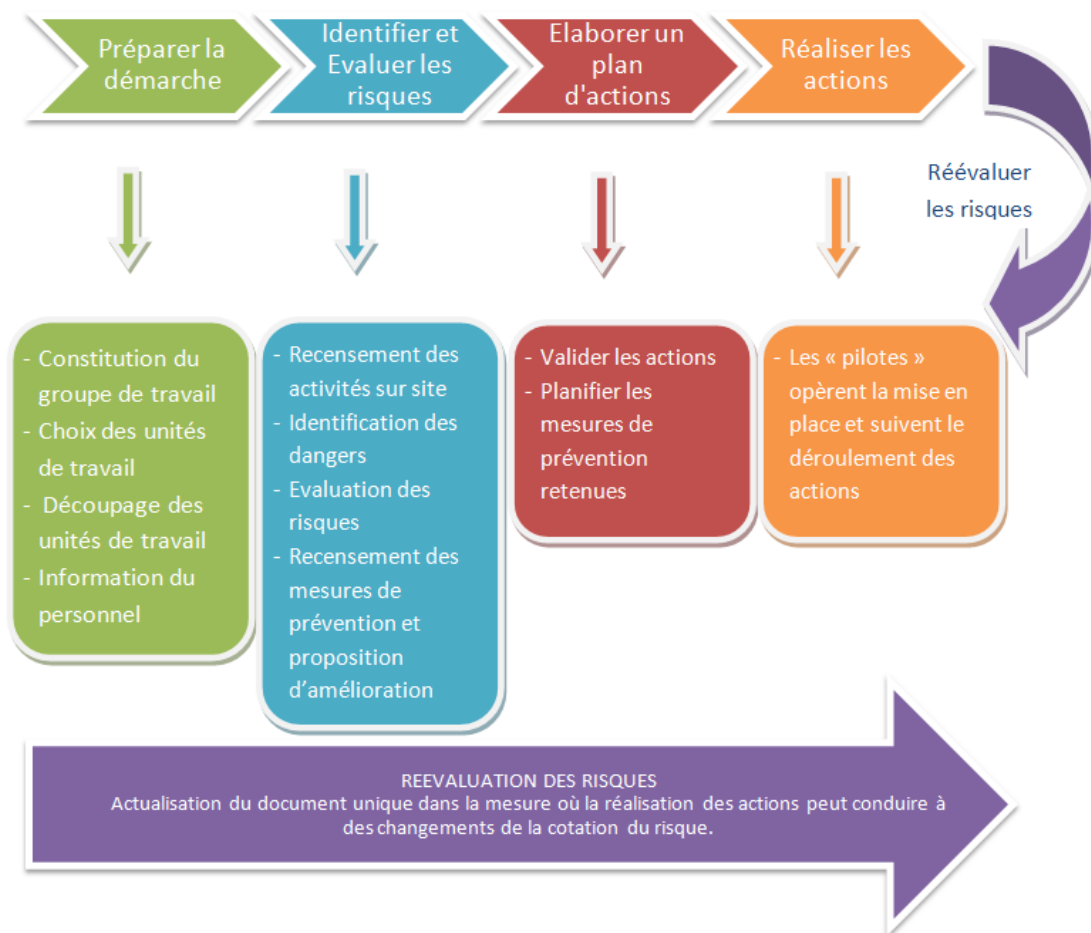 Préparer la
démarche
Identifier et
Evaluer les
risques
Elaborer un
plan
d'actions
Réaliser les
actions
Réévaluer
les risques
- Constitution du
groupe de travail
- Choix des unités
de travail
- Découpage des
unités de travail
- Information du
personnel
- Recensement des
activités sur site
- Identification des
dangers
- Evaluation des
risques
- Recensement des
mesures de
prévention et
proposition
d’amélioration
- Valider les actions
- Planifier les
mesures de
prévention
retenues
- Les « pilotes »
opèrent la mise en
place et suivent le
déroulement des
actions
REEVALUATION DES RISQUES
Actualisation du document unique dans la mesure où la réalisation des actions peut conduire à
des changements de la cotation du risque.